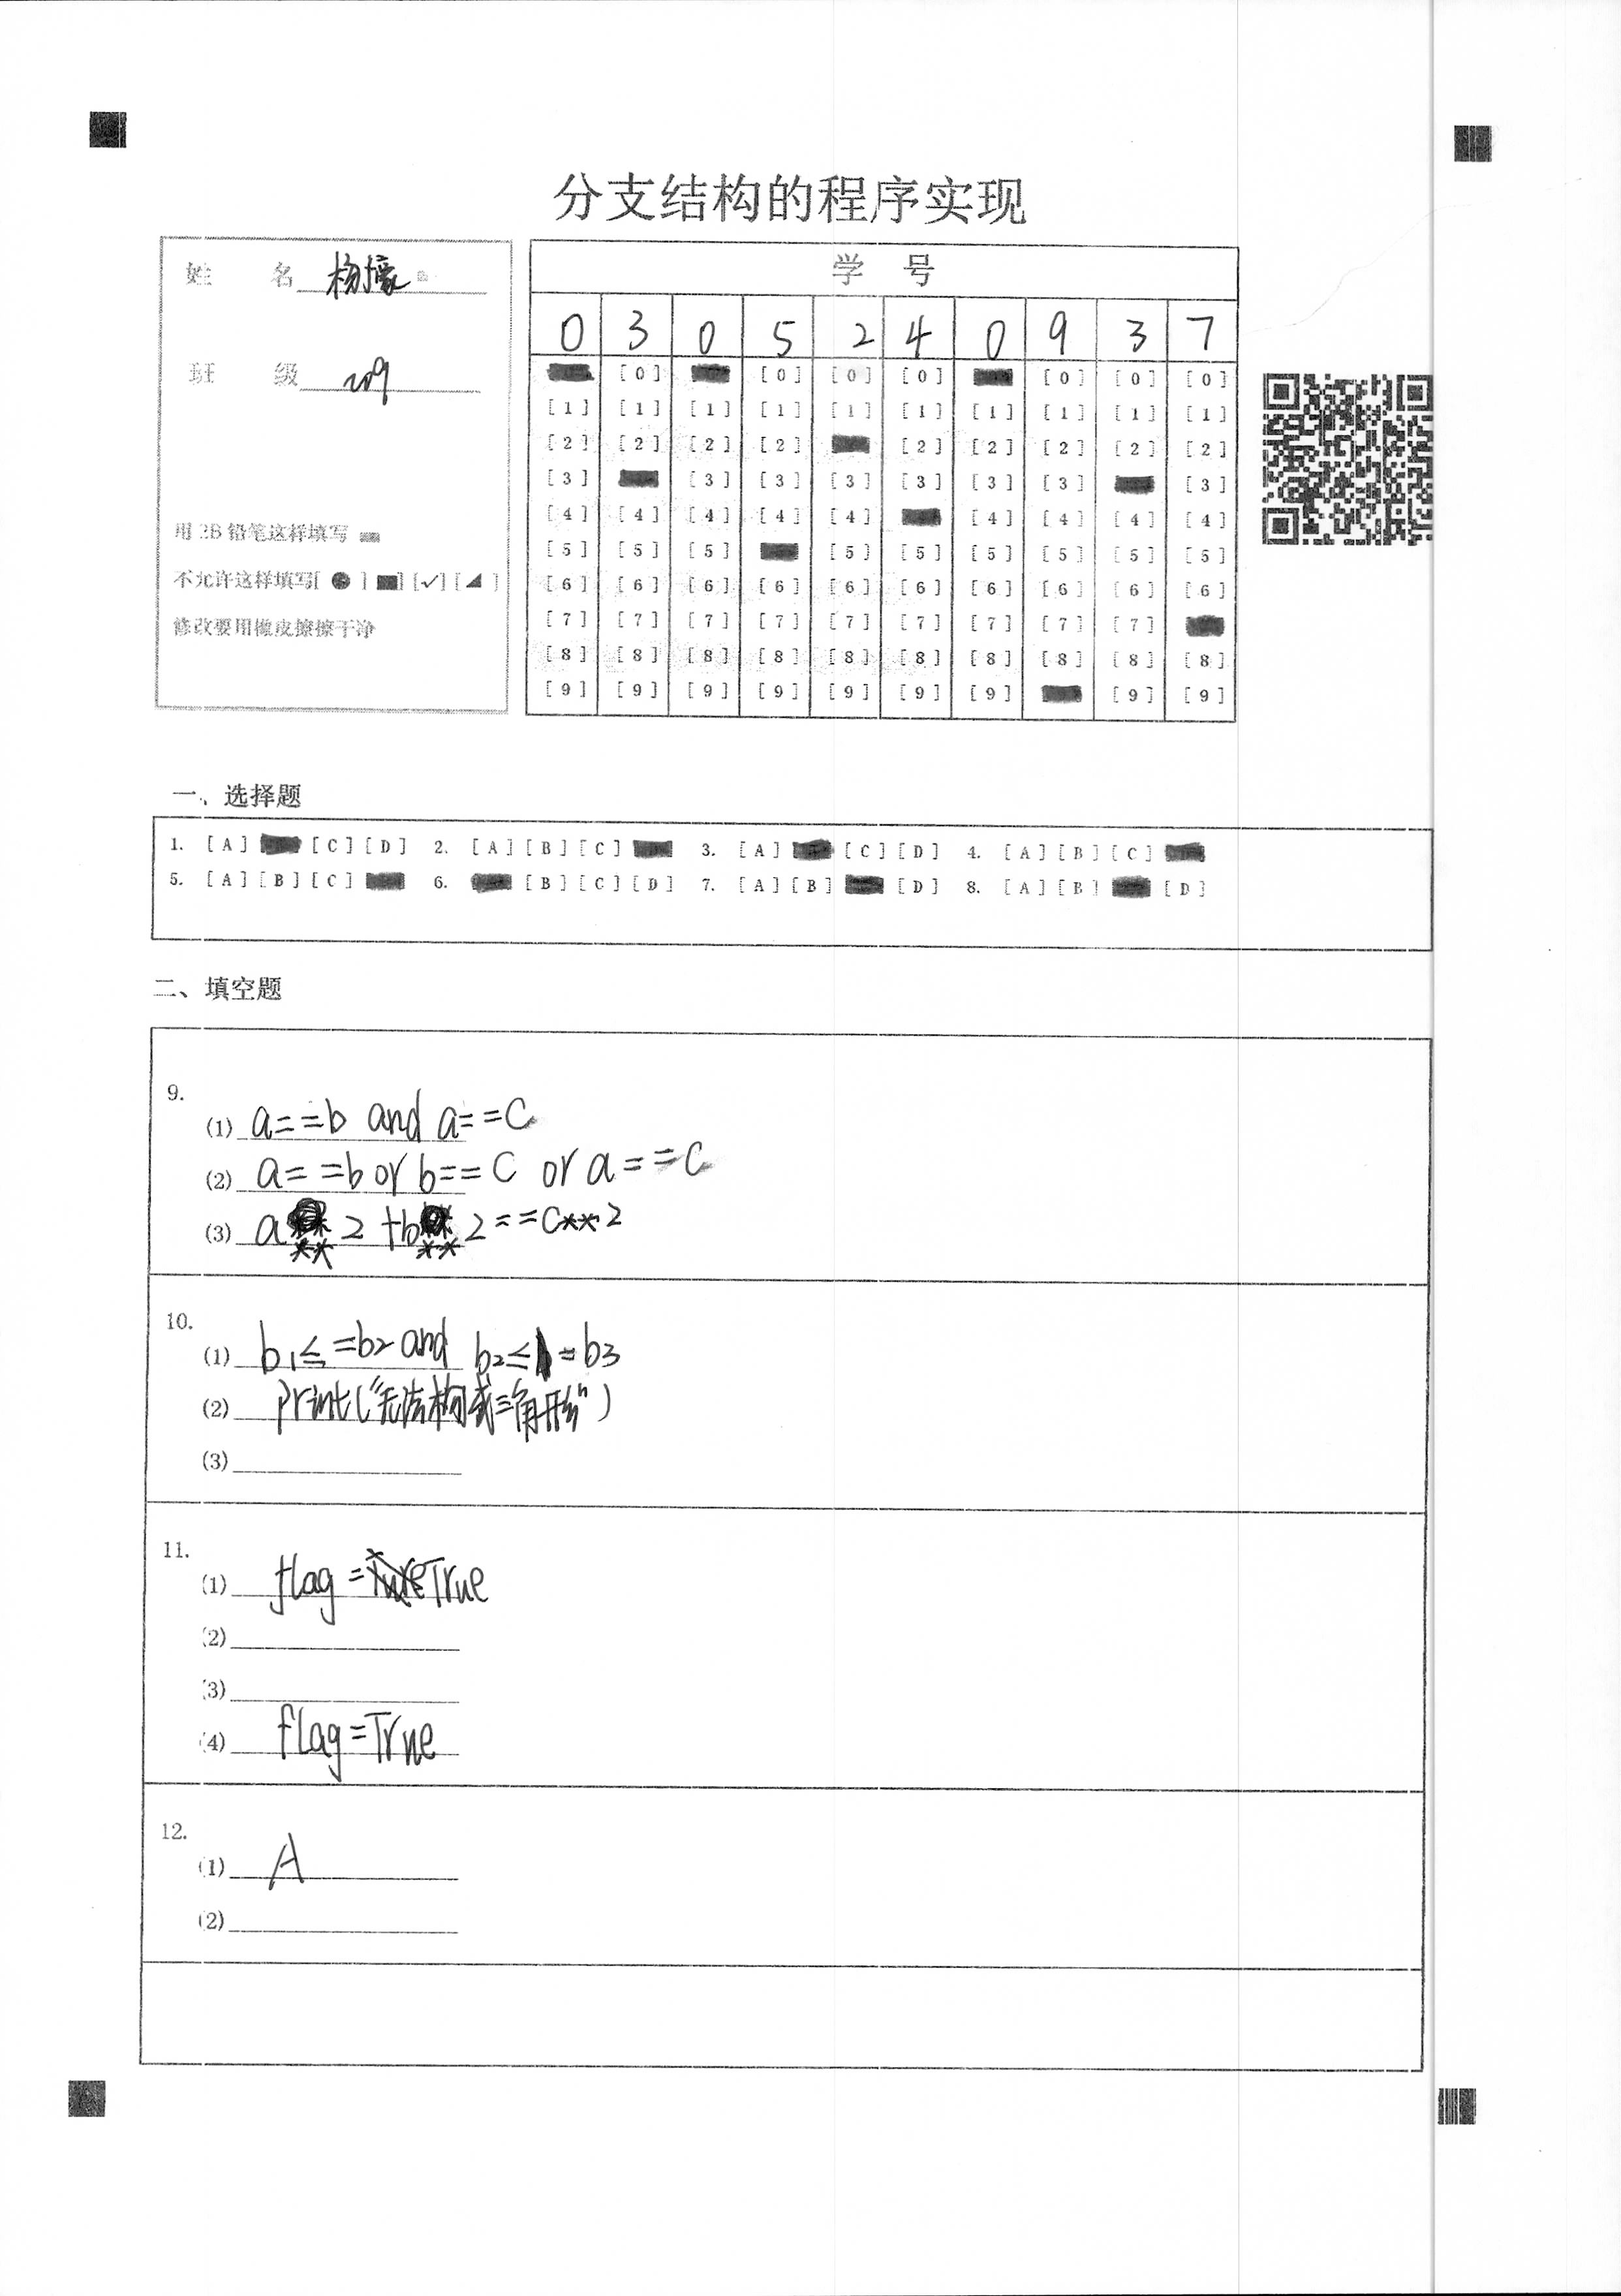 分支结构的程序实现
姓 名
班 级 209
用 2B 铅笔这样填写
不允许这样填写[ ● ] [■] [✓] [◢ ]
修改要用橡皮擦擦干净
学 号
0 3 0 5 2 4 0 9 3 7
[0] [0] [0] [0] [0] [0] [0]
[1] [1] [1] [1] [1] [1] [1] [1] [1] [1]
[2] [2] [2] [2] [2] [2] [2] [2] [2]
[3] [3] [3] [3] [3] [3] [3] [3]
[4] [4] [4] [4] [4] [4] [4] [4] [4]
[5] [5] [5] [5] [5] [5] [5] [5] [5]
[6] [6] [6] [6] [6] [6] [6] [6] [6] [6]
[7] [7] [7] [7] [7] [7] [7] [7] [7]
[8] [8] [8] [8] [8] [8] [8] [8] [8] [8]
[9] [9] [9] [9] [9] [9] [9] [9] [9]
一、选择题
1. [A] [C] [D] 2. [A] [B] [C] 3. [A] [C] [D] 4. [A] [B] [C]
5. [A] [B] [C] 6. [B] [C] [D] 7. [A] [B] [D] 8. [A] [B] [D]
二、填空题
9.
(1) a==b and a==c
(2) a==b or b==c or a==c
(3) a**2+b**2==c**2
10.
(1) b1≤=b2 and b2≤=b3
(2) print("无法构成三角形")
(3)
11.
(1) flag=True
(2)
(3)
(4) flag=True
12.
(1) A
(2)